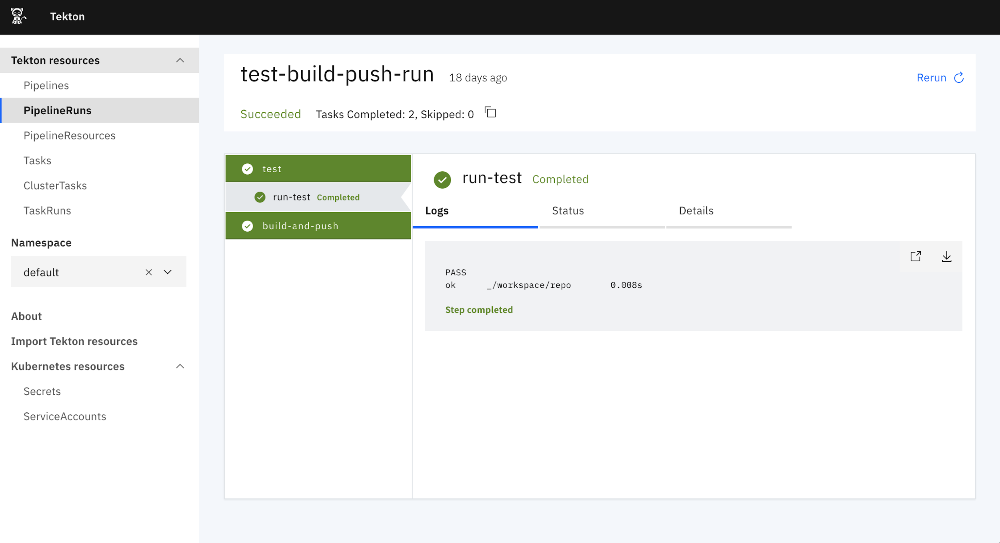 Tekton
Tekton resources
Pipelines
PipelineRuns
PipelineResources
Tasks
ClusterTasks
TaskRuns
Namespace
default
About
Import Tekton resources
Kubernetes resources
Secrets
ServiceAccounts
test-build-push-run 18 days ago
Rerun
Succeeded Tasks Completed: 2, Skipped: 0
test
run-test Completed
build-and-push
run-test Completed
Logs Status Details
PASS
ok _/workspace/repo 0.008s
Step completed